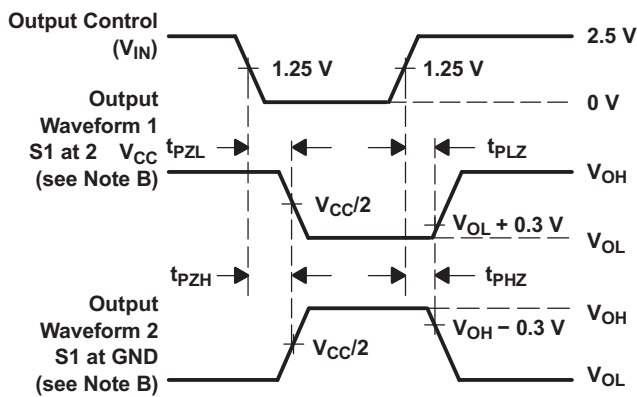 Output Control
(VIN)
2.5 V
1.25 V
1.25 V
0 V
Output
Waveform 1
S1 at 2 VCC
(see Note B)
tPZL
tPLZ
VOH
VCC/2
VOL + 0.3 V
VOL
tPZH
tPHZ
Output
Waveform 2
S1 at GND
(see Note B)
VOH
VOH − 0.3 V
VCC/2
VOL